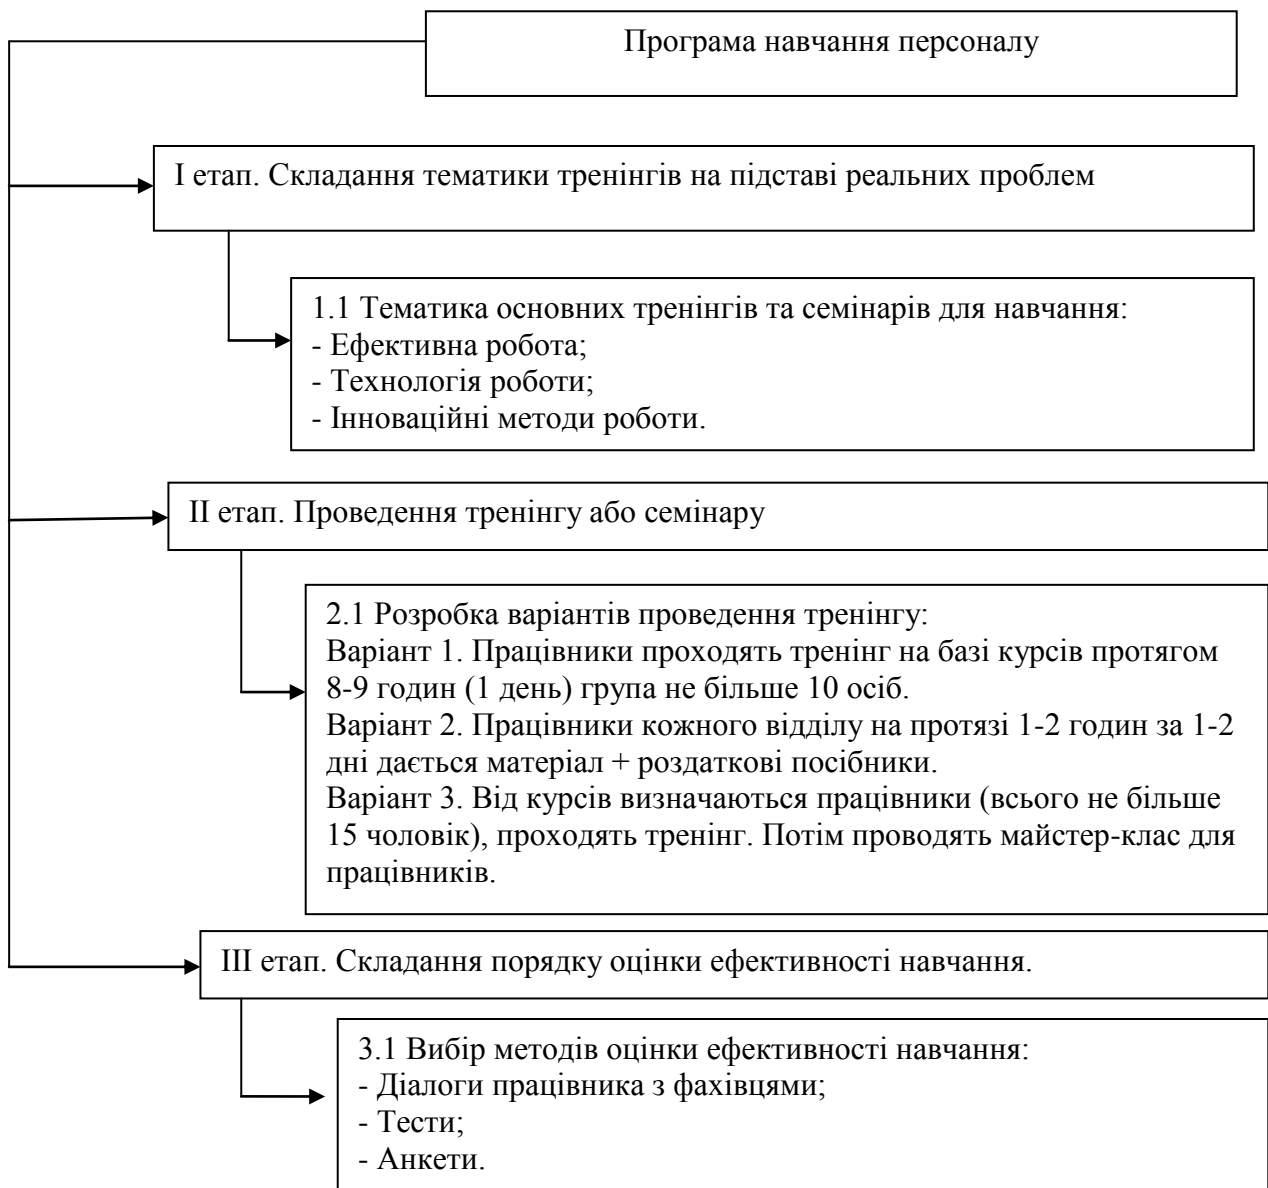 Програма навчання персоналу
І етап. Складання тематики тренінгів на підставі реальних проблем
1.1 Тематика основних тренінгів та семінарів для навчання:
- Ефективна робота;
- Технологія роботи;
- Інноваційні методи роботи.
ІІ етап. Проведення тренінгу або семінару
2.1 Розробка варіантів проведення тренінгу:
Варіант 1. Працівники проходять тренінг на базі курсів протягом
8-9 годин (1 день) група не більше 10 осіб.
Варіант 2. Працівники кожного відділу на протязі 1-2 годин за 1-2
дні дається матеріал + роздаткові посібники.
Варіант 3. Від курсів визначаються працівники (всього не більше
15 чоловік), проходять тренінг. Потім проводять майстер-клас для
працівників.
ІІІ етап. Складання порядку оцінки ефективності навчання.
3.1 Вибір методів оцінки ефективності навчання:
- Діалоги працівника з фахівцями;
- Тести;
- Анкети.